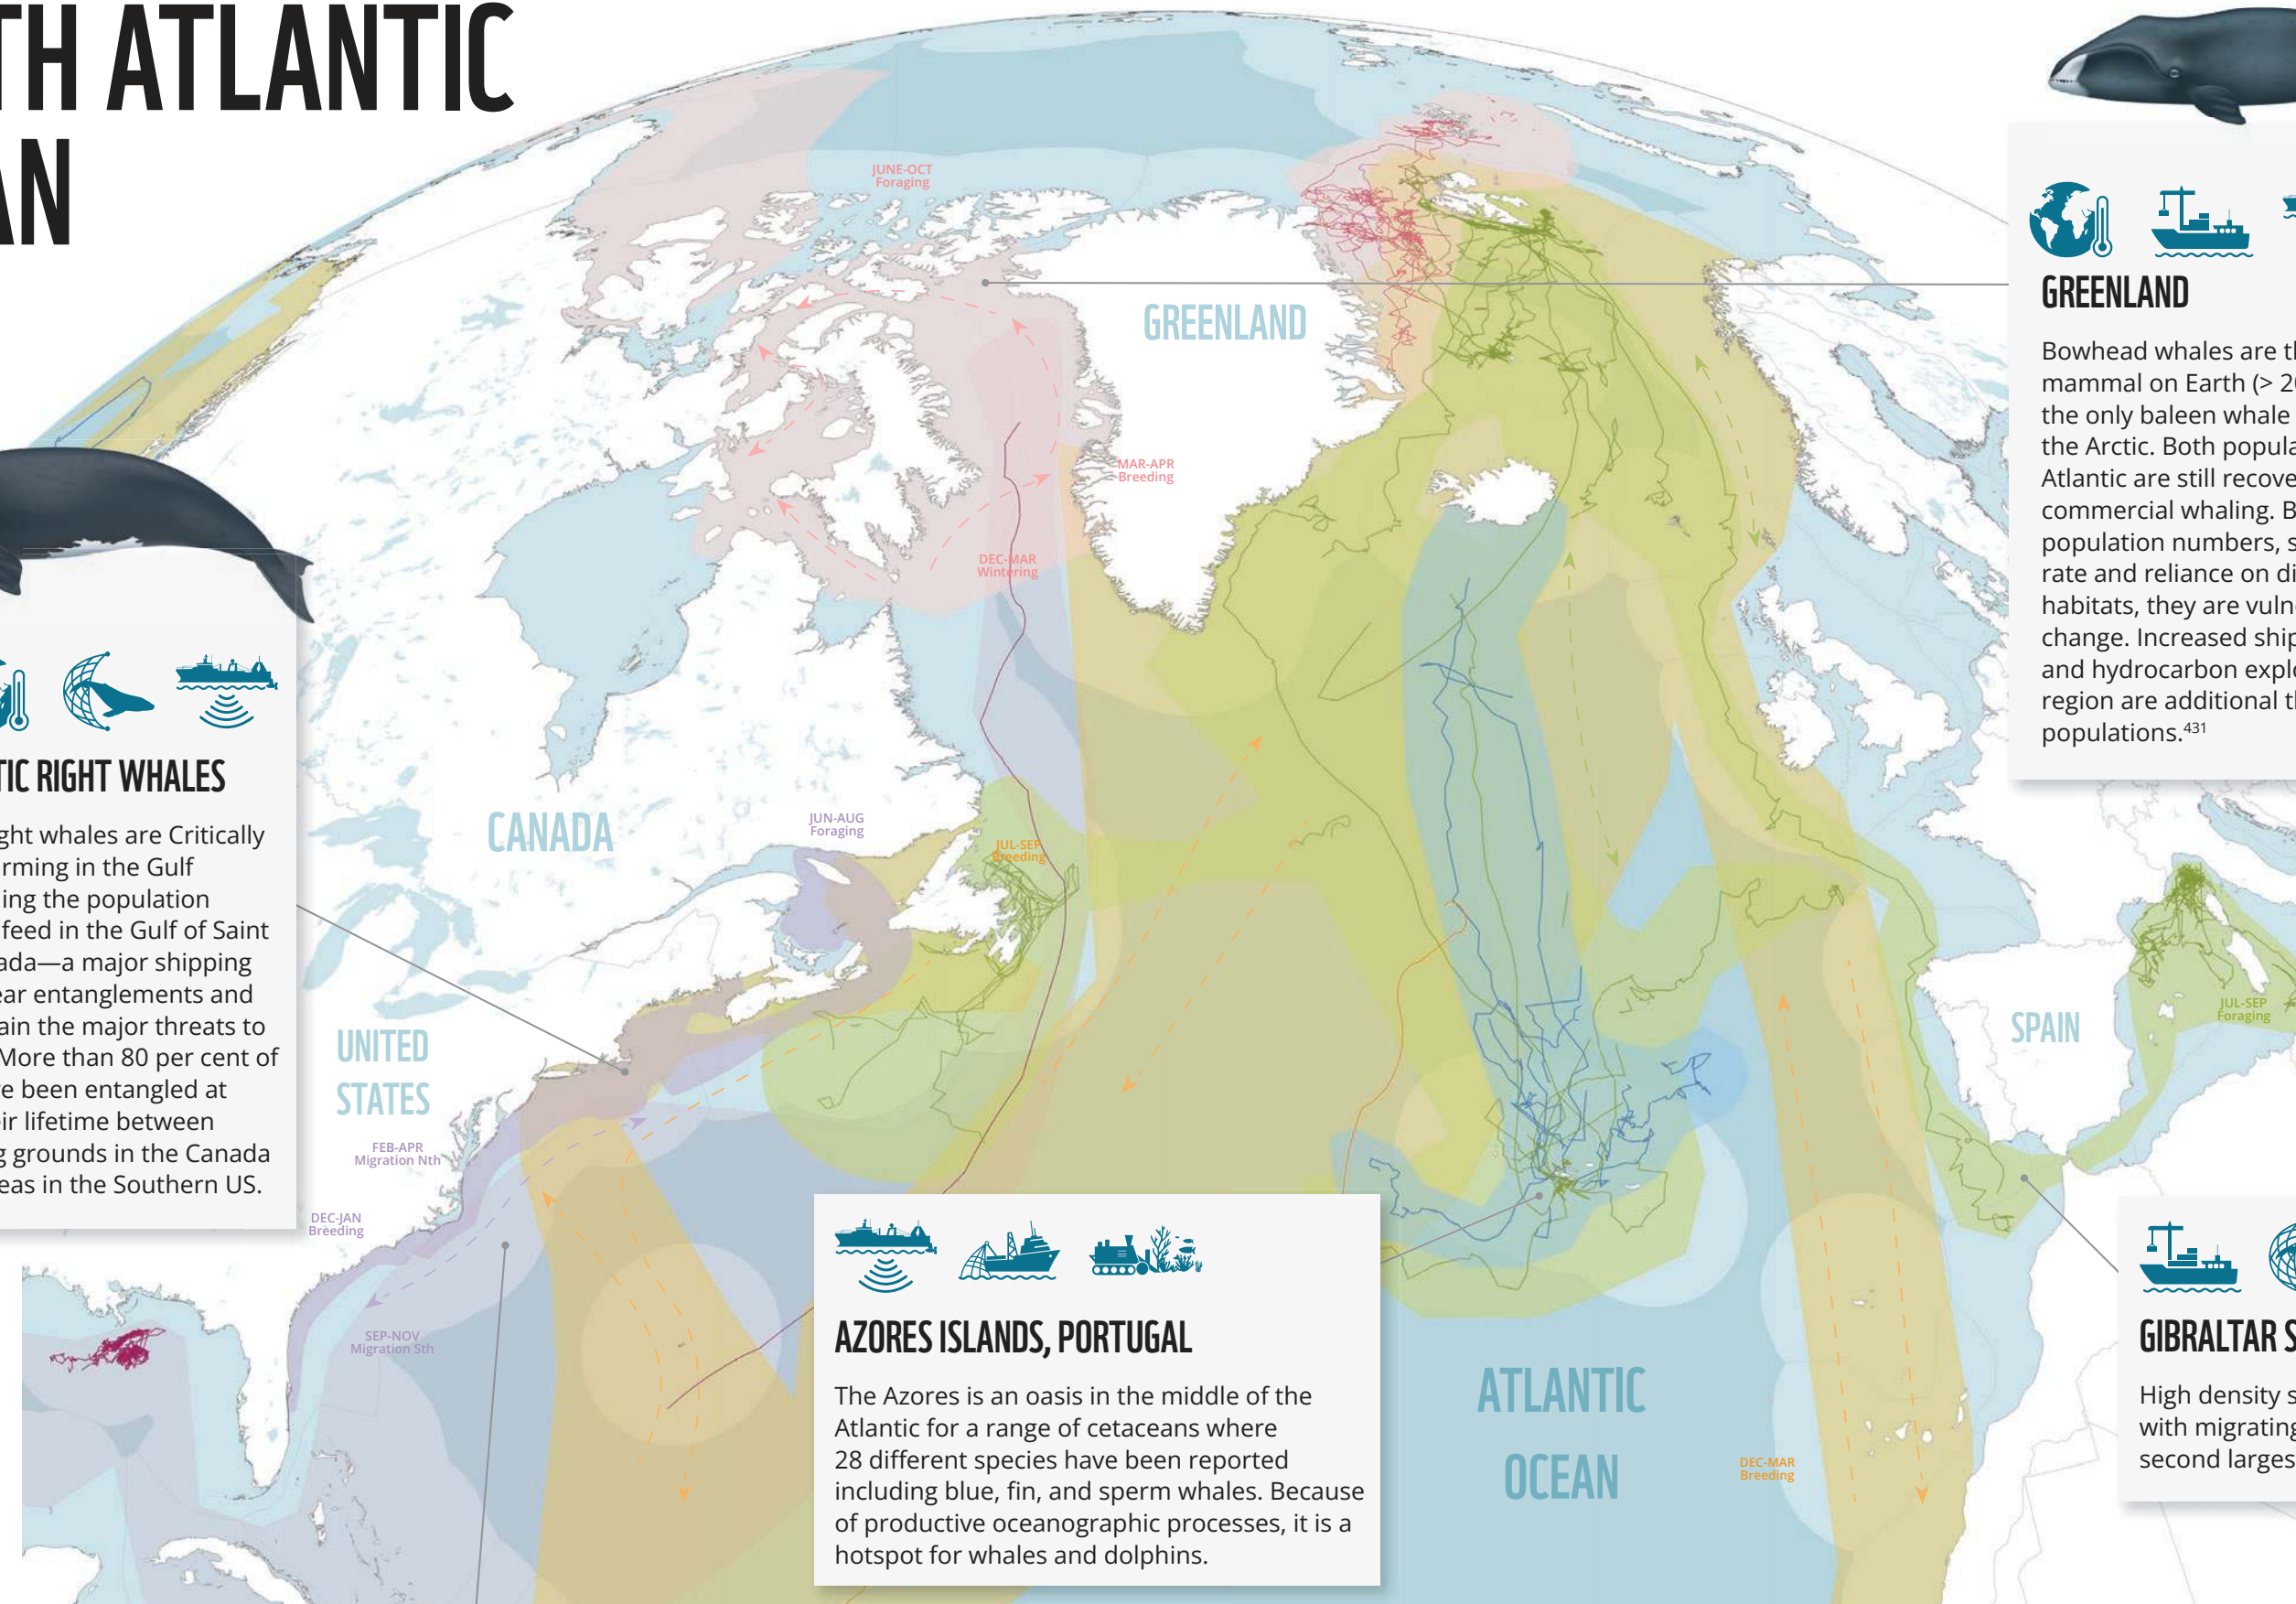 TH ATLANTIC
AN
JUNE-OCT
Foraging
GREENLAND
MAR-APR
Breeding
DEC-MAR
Wintering
CANADA
JUN-AUG
Foraging
JUL-SEP
Breeding
UNITED
STATES
FEB-APR
Migration Nth
DEC-JAN
Breeding
SEP-NOV
Migration Sth
SPAIN
JUL-SEP
Foraging
ATLANTIC
OCEAN
DEC-MAR
Breeding
TIC RIGHT WHALES
ght whales are Critically
rming in the Gulf
ing the population
feed in the Gulf of Saint
ada—a major shipping
ear entanglements and
ain the major threats to
More than 80 per cent of
e been entangled at
eir lifetime between
g grounds in the Canada
eas in the Southern US.
AZORES ISLANDS, PORTUGAL
The Azores is an oasis in the middle of the
Atlantic for a range of cetaceans where
28 different species have been reported
including blue, fin, and sperm whales. Because
of productive oceanographic processes, it is a
hotspot for whales and dolphins.
GREENLAND
Bowhead whales are th
mammal on Earth (> 20
the only baleen whale
the Arctic. Both popula
Atlantic are still recove
commercial whaling. B
population numbers, s
rate and reliance on di
habitats, they are vuln
change. Increased ship
and hydrocarbon explo
region are additional th
populations.431
GIBRALTAR S
High density s
with migrating
second larges